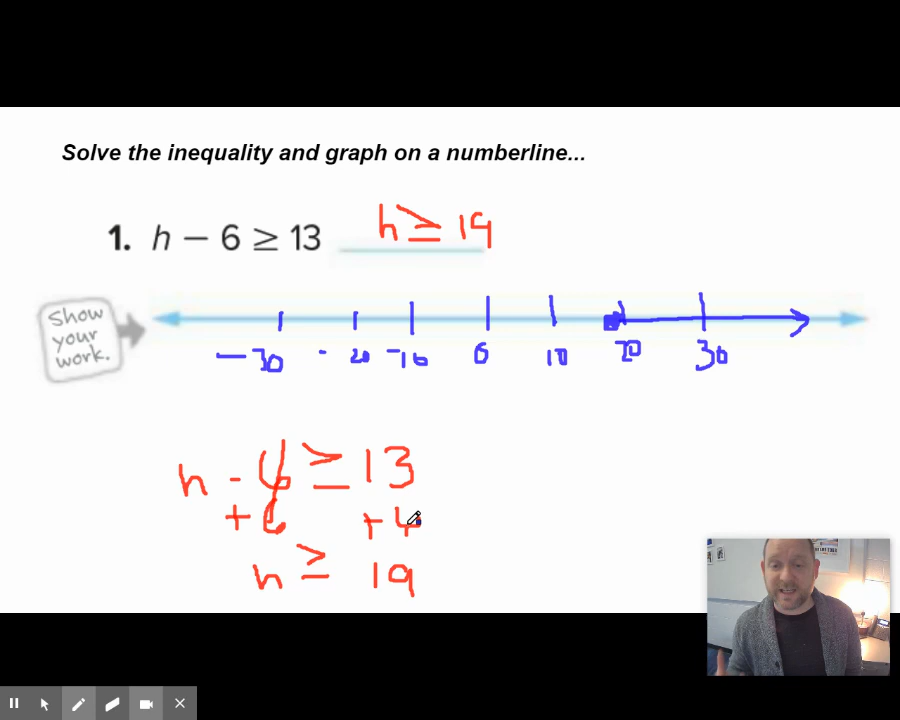 Solve the inequality and graph on a numberline...
1. h − 6 ≥ 13 h ≥ 19
Show
your
work.
-30 -20 -10 0 10 20 30
h - 6 ≥ 13
+6 +6
h ≥ 19